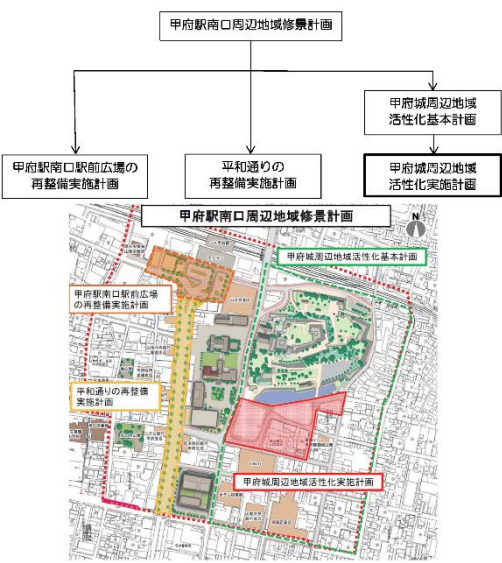 甲府駅南口周辺地域修景計画
甲府城周辺地域
活性化基本計画
甲府駅南口駅前広場の
再整備実施計画
平和通りの
再整備実施計画
甲府城周辺地域
活性化実施計画
甲府駅南口周辺地域修景計画
N
甲府城周辺地域活性化基本計画
甲府駅南口駅前広場
の再整備実施計画
平和通りの再整備
実施計画
甲府城周辺地域活性化実施計画